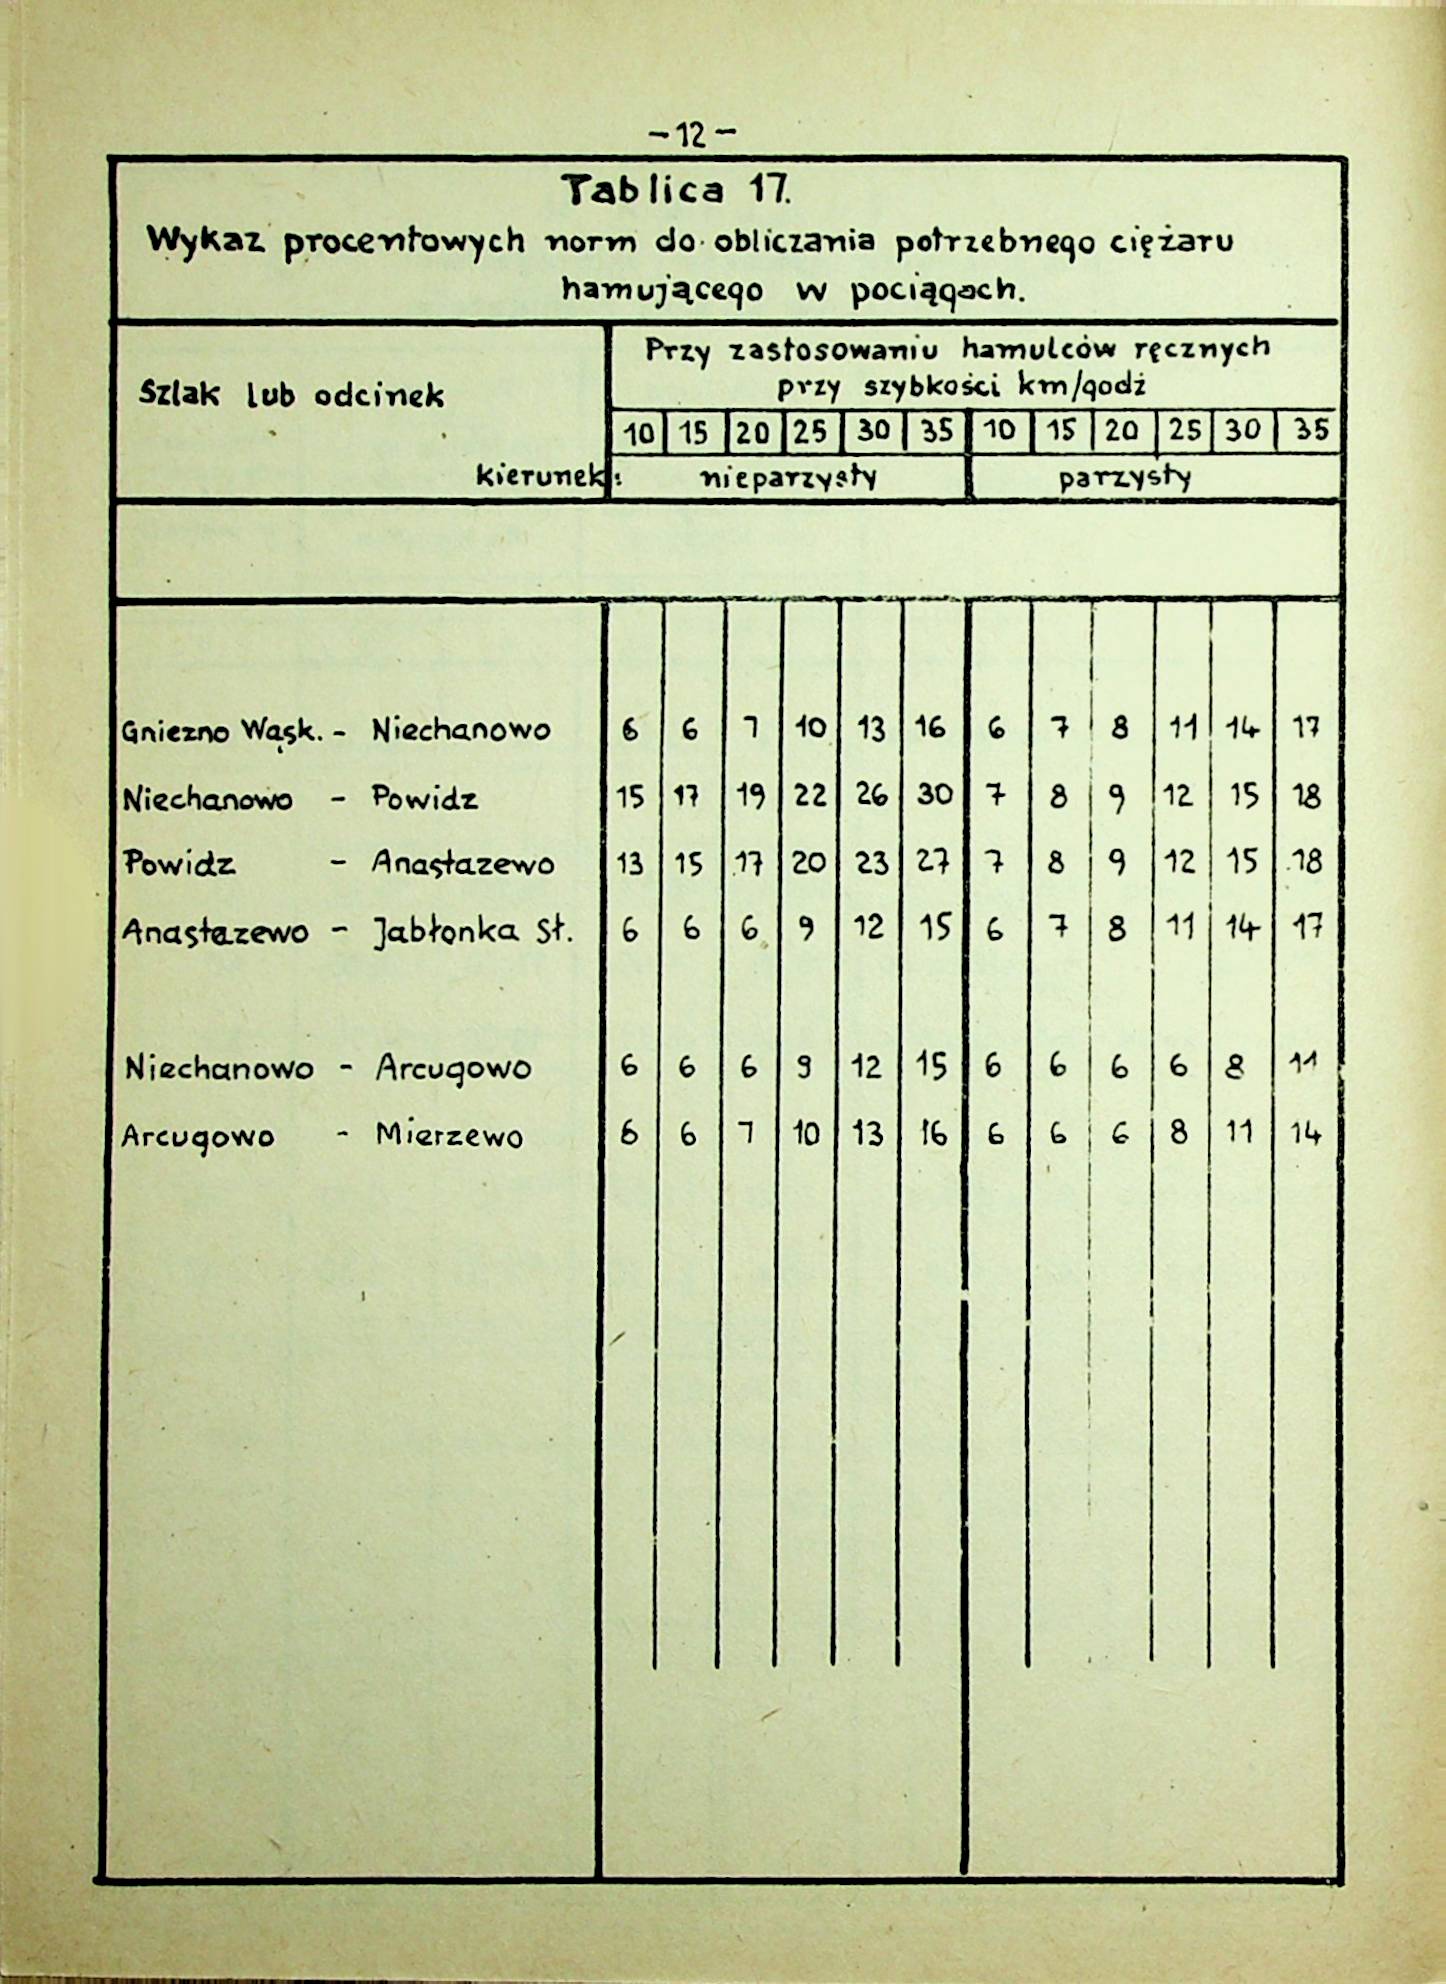 -12-
Tablica 17.
Wykaz procentowych norm do obliczania potrzebnego ciężaru
hamującego w pociągach.
Szlak lub odcinek
Przy zastosowaniu hamulców ręcznych
przy szybkości km/godź
10 15 20 25 30 35 10 15 20 25 30 35
kierunek: nieparzysty parzysty
Gniezno Wąsk. - Niechanowo 6 6 7 10 13 16 6 7 8 11 14 17
Niechanowo - Powidz 15 17 19 22 26 30 7 8 9 12 15 18
Powidz - Anastazewo 13 15 17 20 23 27 7 8 9 12 15 18
Anastazewo - Jabłonka Sł. 6 6 6 9 12 15 6 7 8 11 14 17
Niechanowo - Arcugowo 6 6 6 9 12 15 6 6 6 6 8 11
Arcugowo - Mierzewo 6 6 7 10 13 16 6 6 6 8 11 14